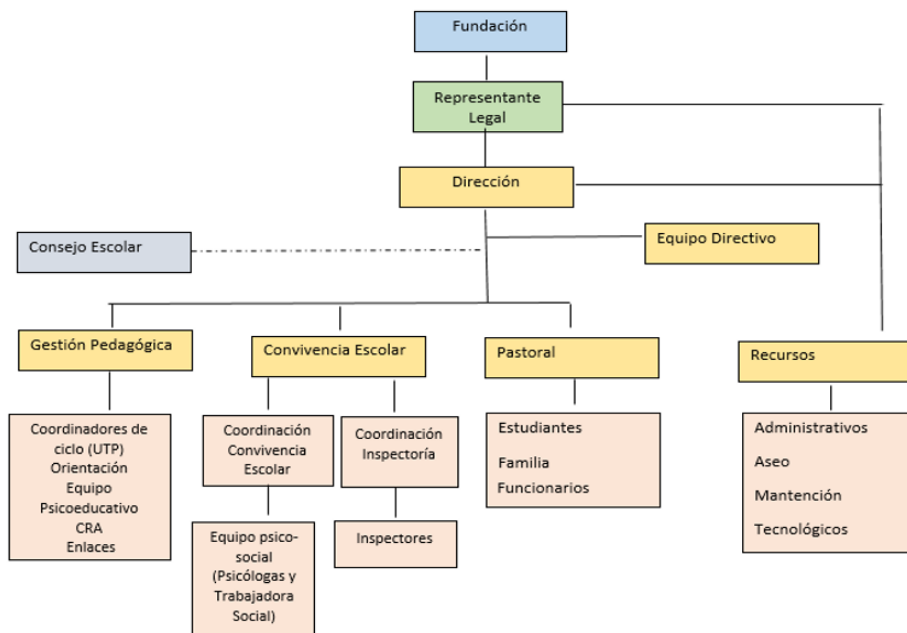 Fundación
Representante
Legal
Dirección
Consejo Escolar
Equipo Directivo
Gestión Pedagógica
Convivencia Escolar
Pastoral
Recursos
Coordinadores de
ciclo (UTP)
Orientación
Equipo
Psicoeducativo
CRA
Enlaces
Coordinación
Convivencia
Escolar
Coordinación
Inspectoría
Estudiantes
Familia
Funcionarios
Administrativos
Aseo
Mantención
Tecnológicos
Equipo psico-
social
(Psicólogas y
Trabajadora
Social)
Inspectores